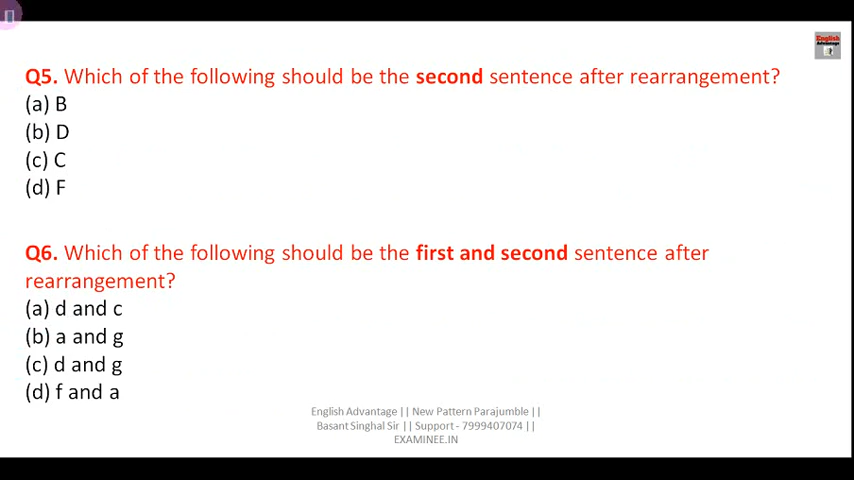 English
Advantage
Q5. Which of the following should be the second sentence after rearrangement?
(a) B
(b) D
(c) C
(d) F
Q6. Which of the following should be the first and second sentence after
rearrangement?
(a) d and c
(b) a and g
(c) d and g
(d) f and a
English Advantage || New Pattern Parajumble ||
Basant Singhal Sir || Support - 7999407074 ||
EXAMINEE.IN